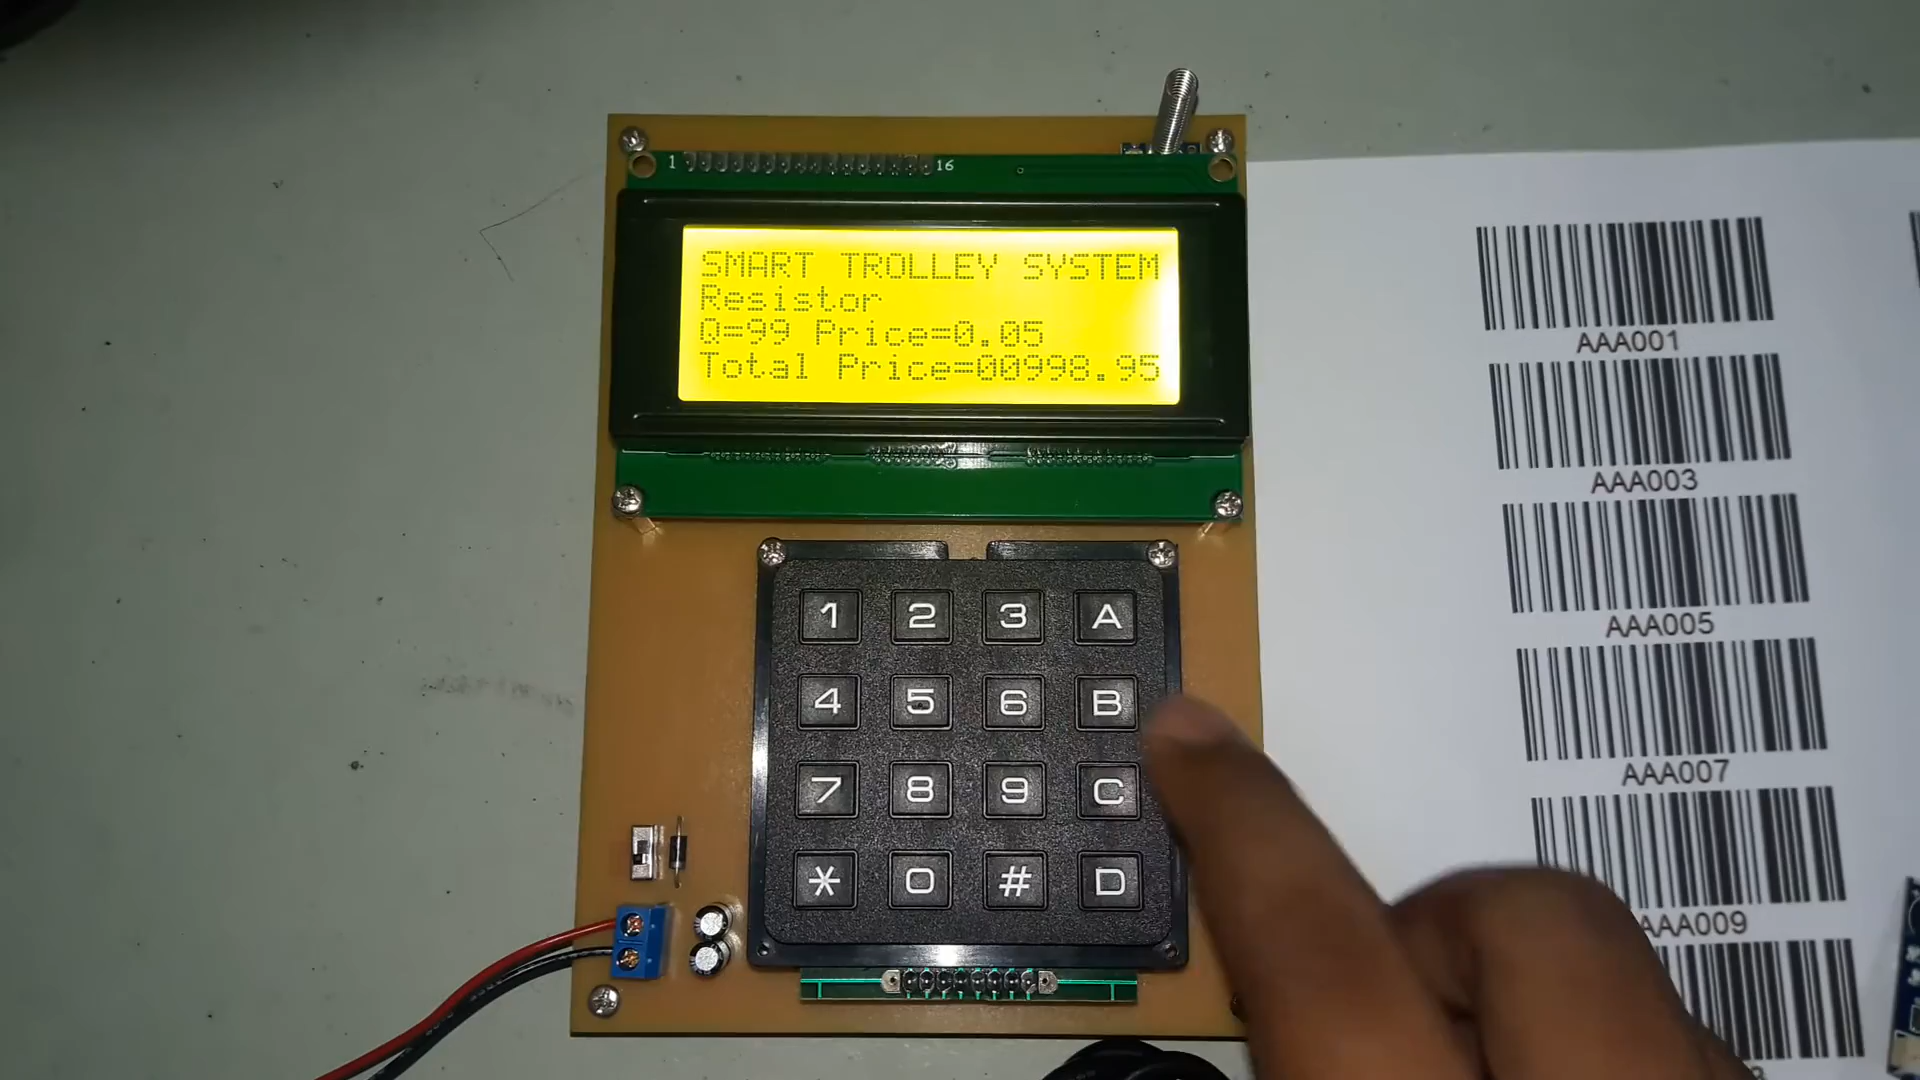 1 16
SMART TROLLEY SYSTEM
Resistor
Q=99 Price=0.05
Total Price=00998.95
1 2 3 A
4 5 6 B
7 8 9 C
* 0 # D
AAA001
AAA003
AAA005
AAA007
AAA009